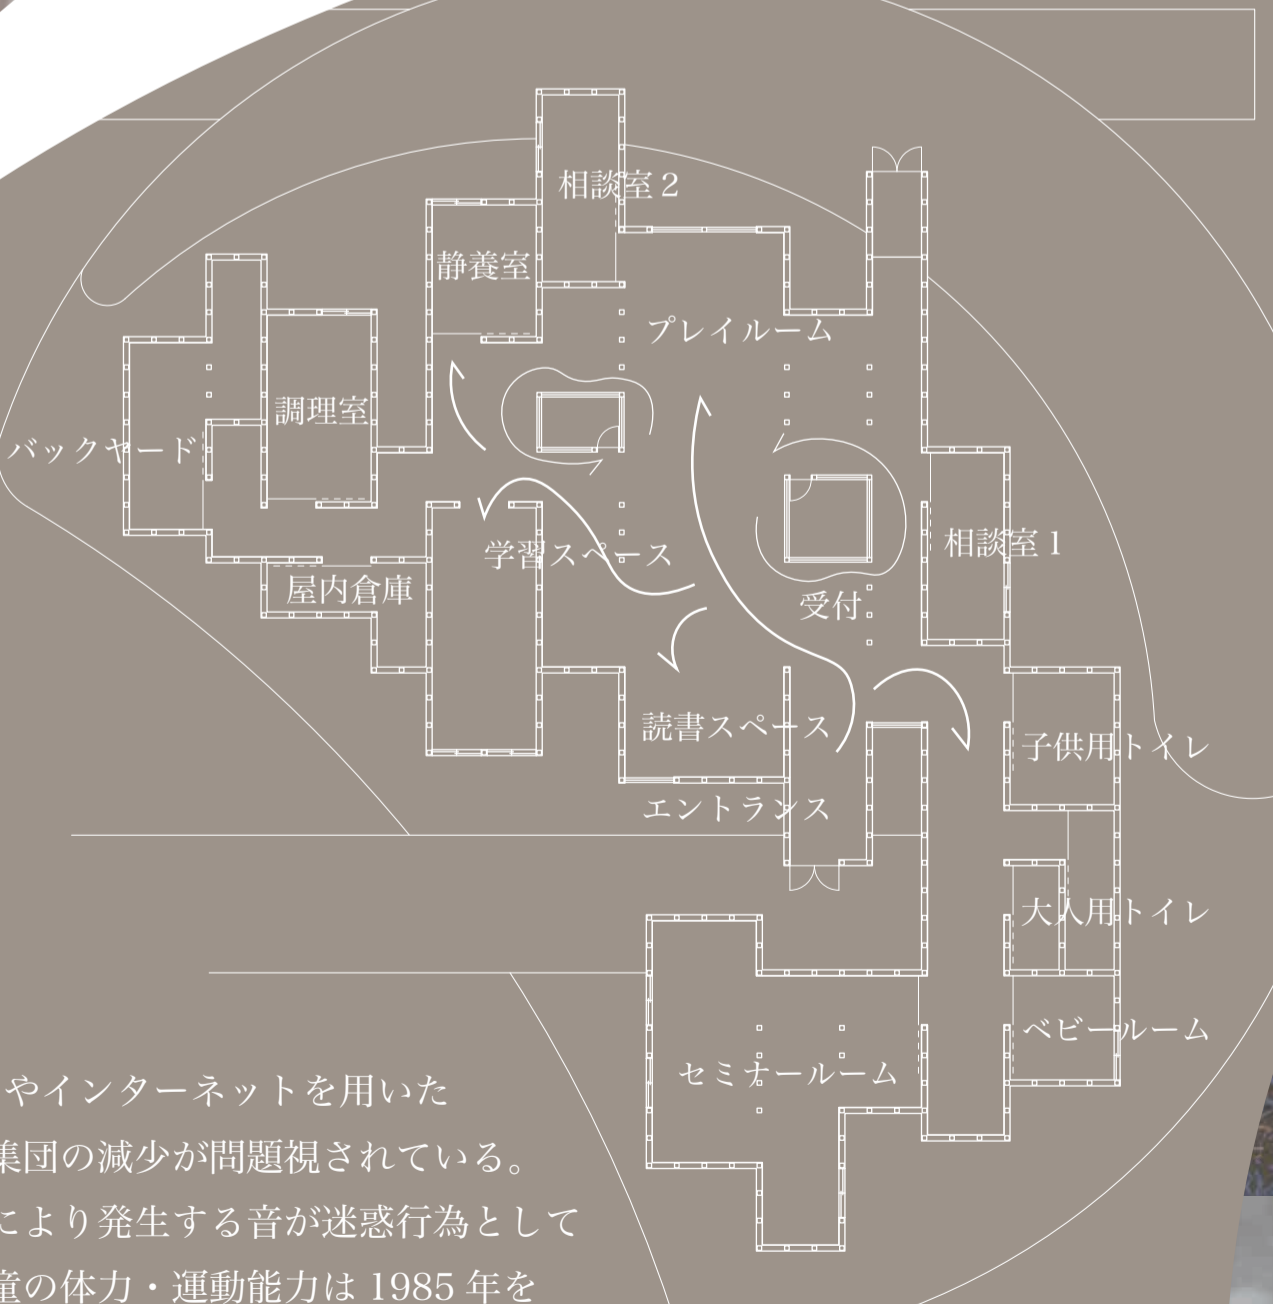 相談室 2
静養室
プレイルーム
調理室
バックヤード
相談室 1
学習スペース
屋内倉庫
受付
読書スペース
子供用トイレ
エントランス
大人用トイレ
ベビールーム
セミナールーム
やインターネットを用いた
集団の減少が問題視されている。
により発生する音が迷惑行為として
童の体力・運動能力は 1985 年を